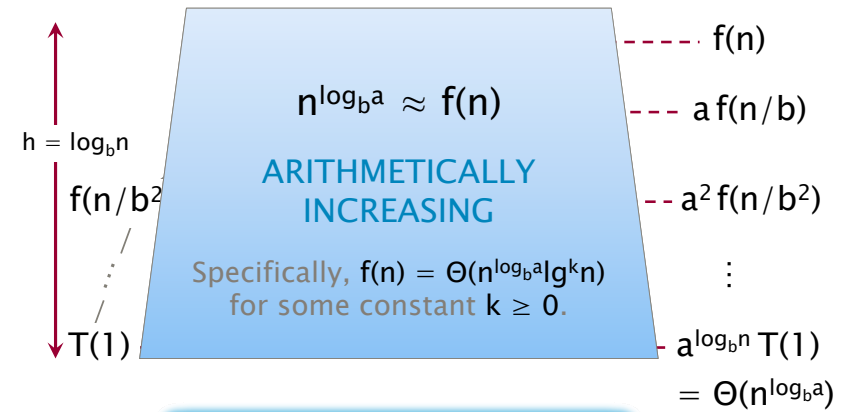 f(n)
n^{log_b a} ≈ f(n)
a f(n/b)
h = log_b n
ARITHMETICALLY
INCREASING
f(n/b²
a² f(n/b²)
Specifically, f(n) = Θ(n^{log_b a} lg^k n)
for some constant k ≥ 0.
⋮
T(1)
a^{log_b n} T(1)
= Θ(n^{log_b a})